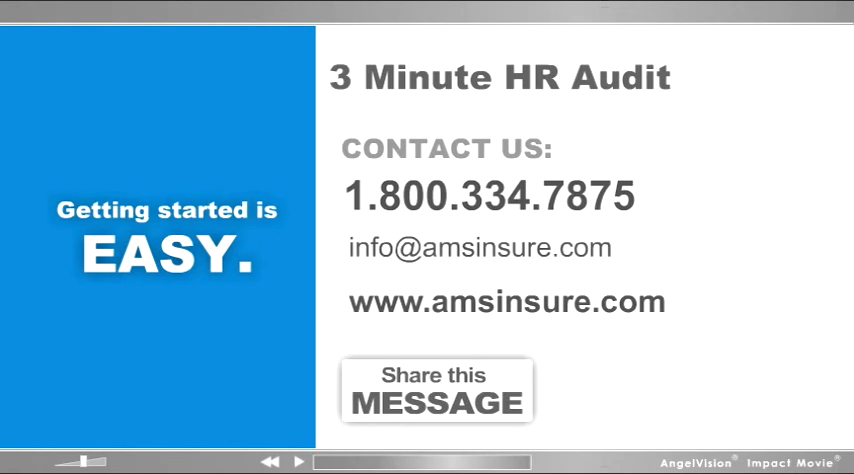 3 Minute HR Audit
CONTACT US:
1.800.334.7875
info@amsinsure.com
www.amsinsure.com
Getting started is
EASY.
Share this
MESSAGE
AngelVision® Impact Movie®